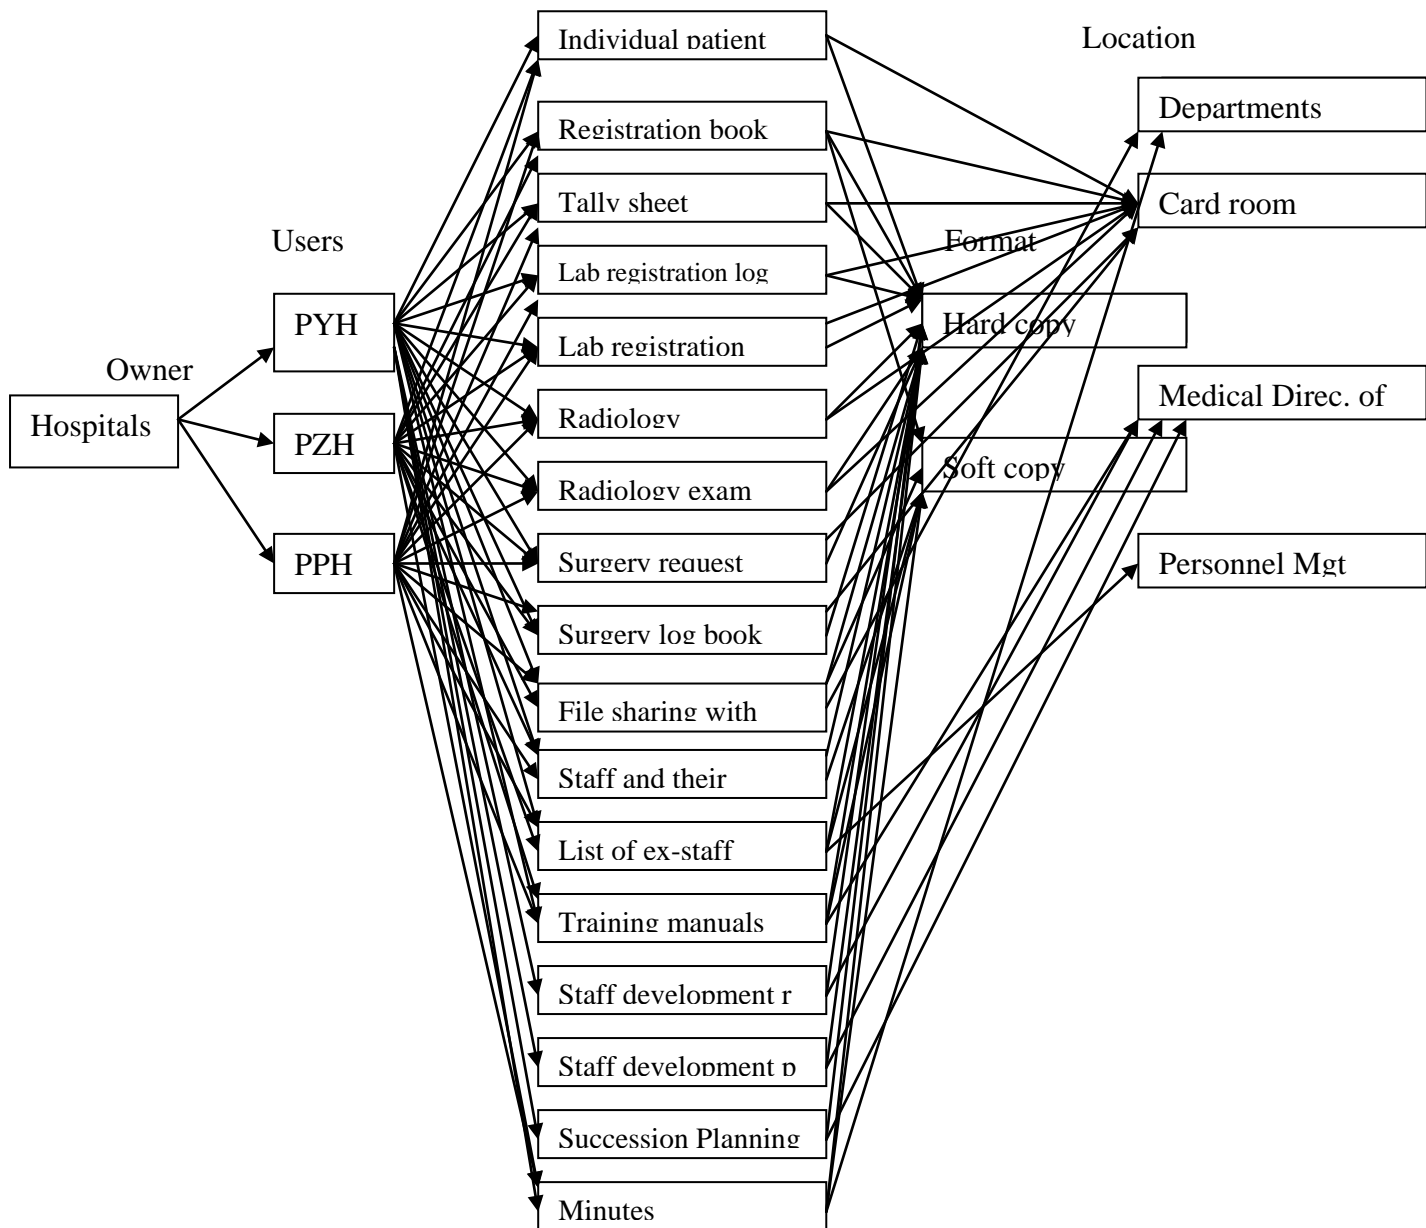 Owner
Hospitals
Users
PYH
PZH
PPH
Individual patient
Registration book
Tally sheet
Lab registration log
Lab registration
Radiology
Radiology exam
Surgery request
Surgery log book
File sharing with
Staff and their
List of ex-staff
Training manuals
Staff development r
Staff development p
Succession Planning
Minutes
Format
Hard copy
Soft copy
Location
Departments
Card room
Medical Direc. of
Personnel Mgt